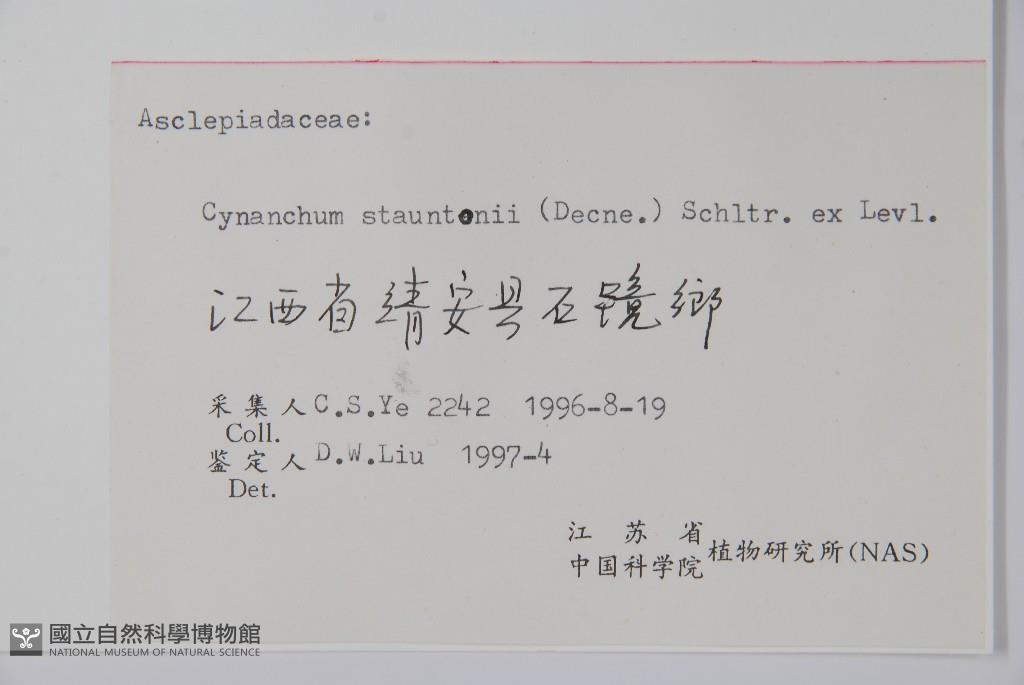 Asclepiadaceae:
Cynanchum stauntonii (Decne.) Schltr. ex Levl.
江西省靖安县石鏡鄉
采集人 C.S.Ye 2242 1996-8-19
Coll.
鉴定人 D.W.Liu 1997-4
Det.
江苏省
中国科学院植物研究所(NAS)
國立自然科學博物館
NATIONAL MUSEUM OF NATURAL SCIENCE